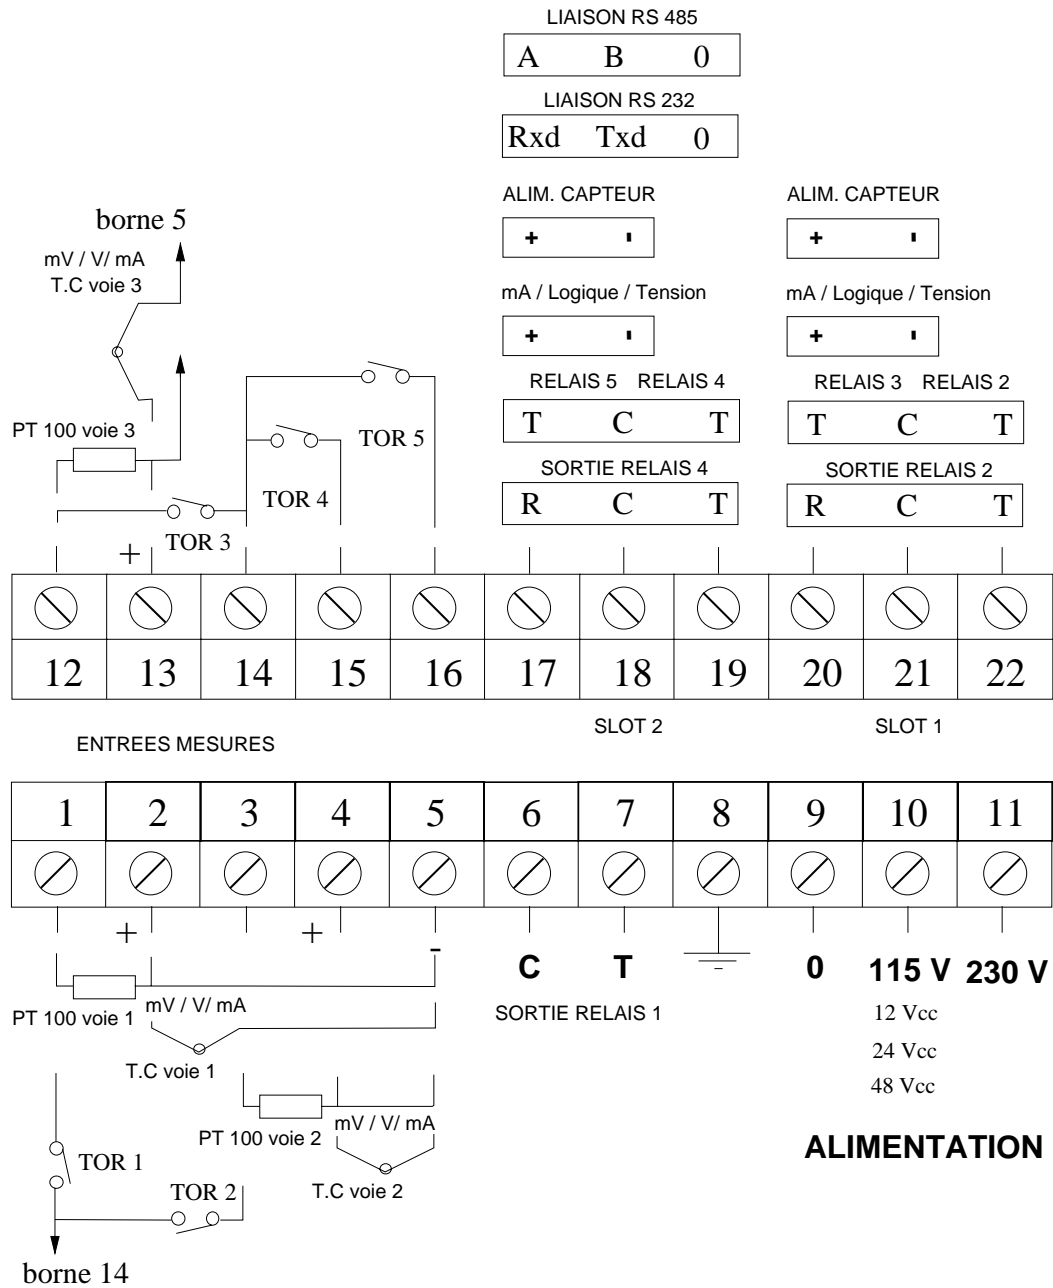 LIAISON RS 485
A B 0
LIAISON RS 232
Rxd Txd 0
ALIM. CAPTEUR ALIM. CAPTEUR
+ - + -
borne 5
mV / V/ mA
T.C voie 3
mA / Logique / Tension mA / Logique / Tension
+ - + -
RELAIS 5 RELAIS 4 RELAIS 3 RELAIS 2
T C T T C T
PT 100 voie 3
TOR 5
SORTIE RELAIS 4 SORTIE RELAIS 2
R C T R C T
TOR 4
TOR 3
+
12 13 14 15 16 17 18 19 20 21 22
SLOT 2 SLOT 1
ENTREES MESURES
1 2 3 4 5 6 7 8 9 10 11
+ + -
C T 0 115 V 230 V
SORTIE RELAIS 1
12 Vcc
24 Vcc
48 Vcc
mV / V/ mA
PT 100 voie 1
T.C voie 1
mV / V/ mA
PT 100 voie 2
ALIMENTATION
TOR 1
T.C voie 2
TOR 2
borne 14